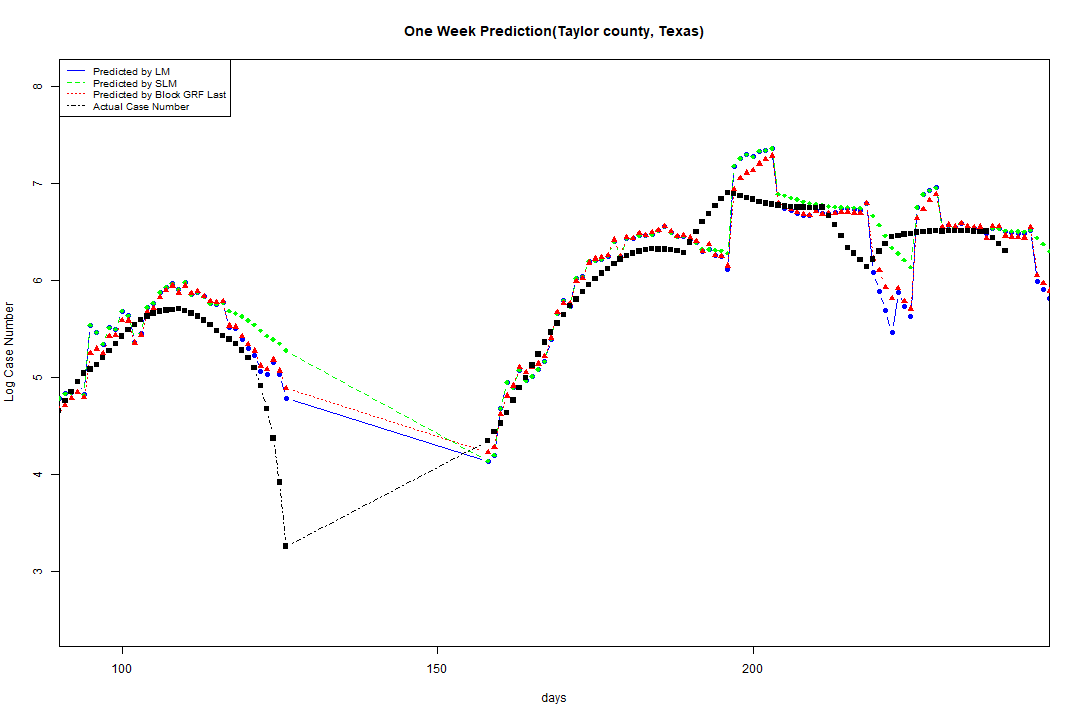 One Week Prediction(Taylor county, Texas)
Predicted by LM
Predicted by SLM
Predicted by Block GRF Last
Actual Case Number
8
7
6
5
4
3
Log Case Number
100 150 200
days